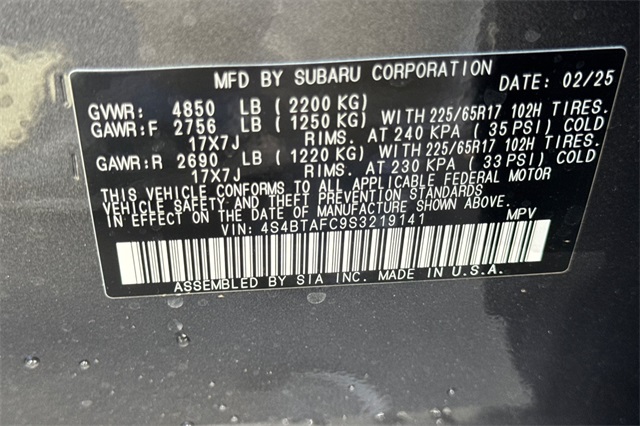 MFD BY SUBARU CORPORATION DATE: 02/25
GVWR: 4850 LB (2200 KG)
GAWR:F 2756 LB (1250 KG) WITH 225/65R17 102H TIRES.
17X7J RIMS. AT 240 KPA (35 PSI) COLD
GAWR:R 2690 LB (1220 KG) WITH 225/65R17 102H TIRES.
17X7J RIMS. AT 230 KPA (33 PSI) COLD
THIS VEHICLE CONFORMS TO ALL APPLICABLE FEDERAL MOTOR
VEHICLE SAFETY AND THEFT PREVENTION STANDARDS
IN EFFECT ON THE DATE OF MANUFACTURE SHOWN ABOVE.
VIN: 4S4BTAFC9S3219141 MPV
ASSEMBLED BY SIA INC. MADE IN U.S.A.